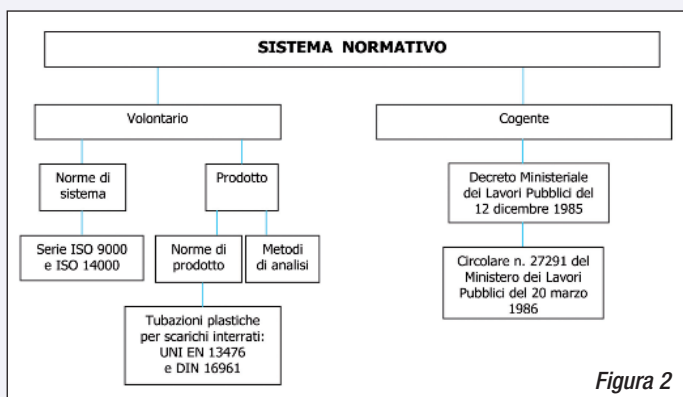 SISTEMA NORMATIVO
Volontario
Cogente
Norme di
sistema
Prodotto
Decreto Ministeriale
dei Lavori Pubblici del
12 dicembre 1985
Serie ISO 9000
e ISO 14000
Norme di
prodotto
Metodi
di analisi
Circolare n. 27291 del
Ministero dei Lavori
Pubblici del 20 marzo
1986
Tubazioni plastiche
per scarichi interrati:
UNI EN 13476
e DIN 16961
Figura 2